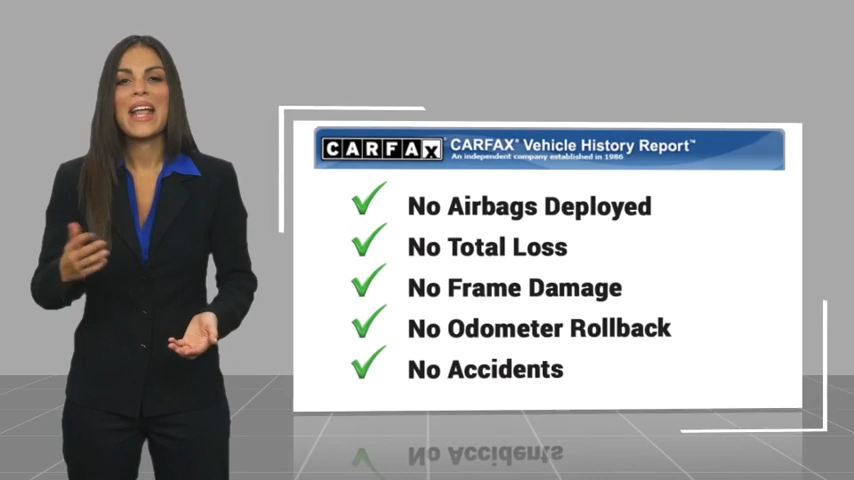 CARFAX CARFAX® Vehicle History Report™
An independent company established in 1986
No Airbags Deployed
No Total Loss
No Frame Damage
No Odometer Rollback
No Accidents
No Accidents